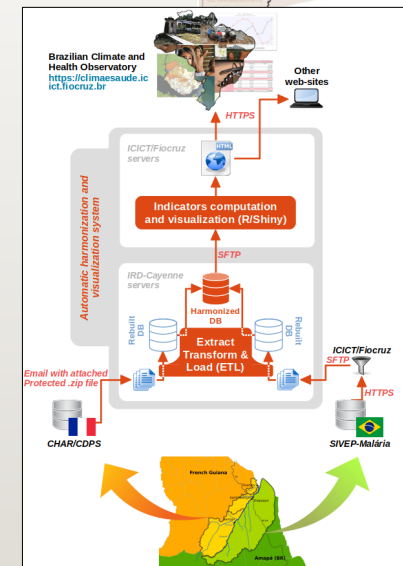 Brazilian Climate and
Health Observatory
https://climaesaude.ic
ict.fiocruz.br
Other
web-sites
HTTPS
ICICT/Fiocruz
servers
HTML
Indicators computation
and visualization (R/Shiny)
Automatic harmonization and
visualization system
SFTP
IRD-Cayenne
servers
Harmonized
DB
Rebuilt
DB
Rebuilt
DB
Extract
Transform &
Load (ETL)
ICICT/Fiocruz
SFTP
Email with attached
Protected .zip file
HTTPS
CHAR/CDPS
SIVEP-Malária
French Guiana
Amapá (BR)